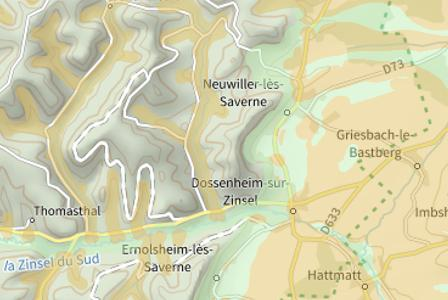 D73
Neuwiller-lès-
Saverne
Griesbach-le-
Bastberg
Dossenheim-sur-
Zinsel
Thomasthal
D633
Imbsh
Ernolsheim-lès-
Saverne
la Zinsel du Sud
Hattmatt